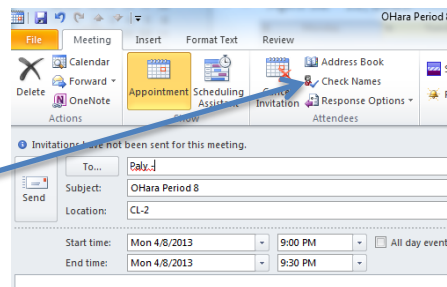 OHara Period 8
File Meeting Insert Format Text Review
Delete
Calendar
Forward
OneNote
Actions
Appointment
Scheduling
Assistant
Invitation
Address Book
Check Names
Response Options
Attendees
Invitations have not been sent for this meeting.
Send
To... Paly.;
Subject: OHara Period 8
Location: CL-2
Start time: Mon 4/8/2013 9:00 PM All day event
End time: Mon 4/8/2013 9:30 PM